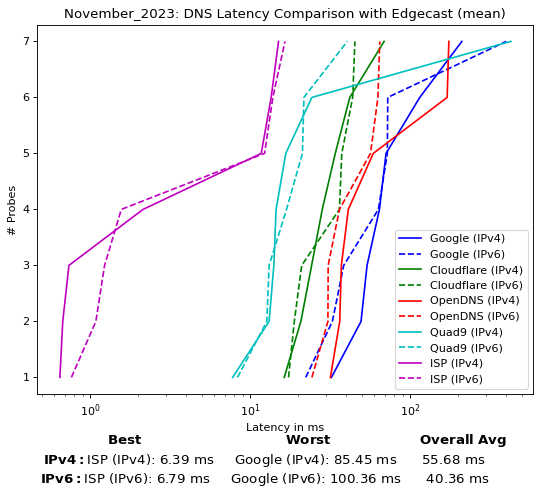 November_2023: DNS Latency Comparison with Edgecast (mean)
7
6
5
4
3
2
1
# Probes
Google (IPv4)
Google (IPv6)
Cloudflare (IPv4)
Cloudflare (IPv6)
OpenDNS (IPv4)
OpenDNS (IPv6)
Quad9 (IPv4)
Quad9 (IPv6)
ISP (IPv4)
ISP (IPv6)
10⁰ 10¹ 10²
Latency in ms
Best Worst Overall Avg
IPv4: ISP (IPv4): 6.39 ms Google (IPv4): 85.45 ms 55.68 ms
IPv6: ISP (IPv6): 6.79 ms Google (IPv6): 100.36 ms 40.36 ms